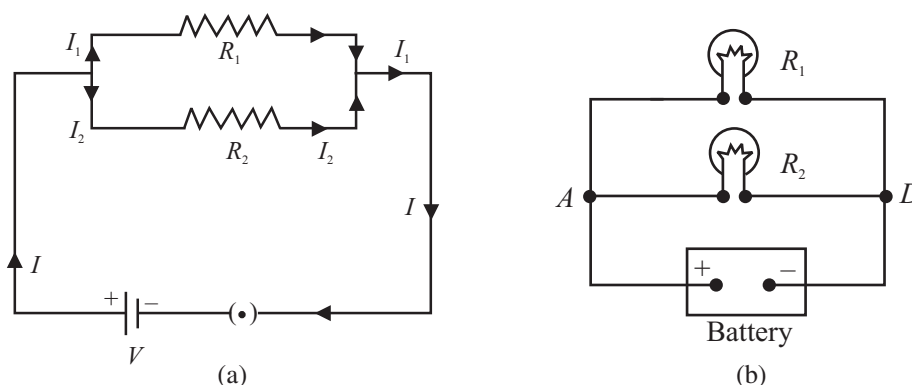 I₁
R₁
I₁
I₂
R₂
I₂
I
I
+ −
V
(a)
R₁
R₂
A
D
+ −
Battery
(b)